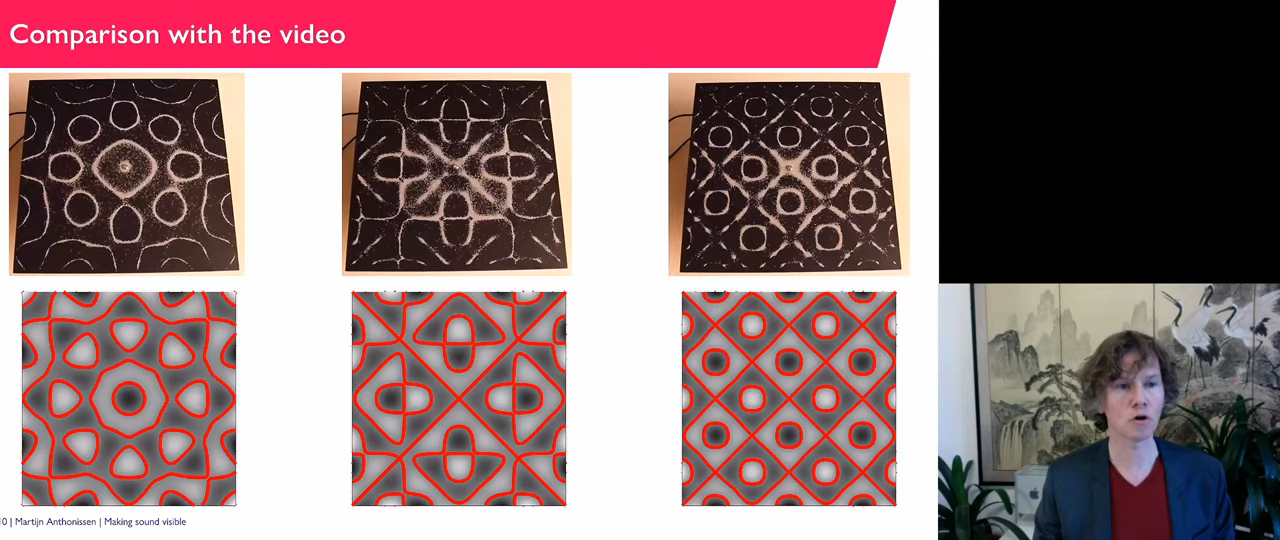 Comparison with the video
10 | Martijn Anthonissen | Making sound visible